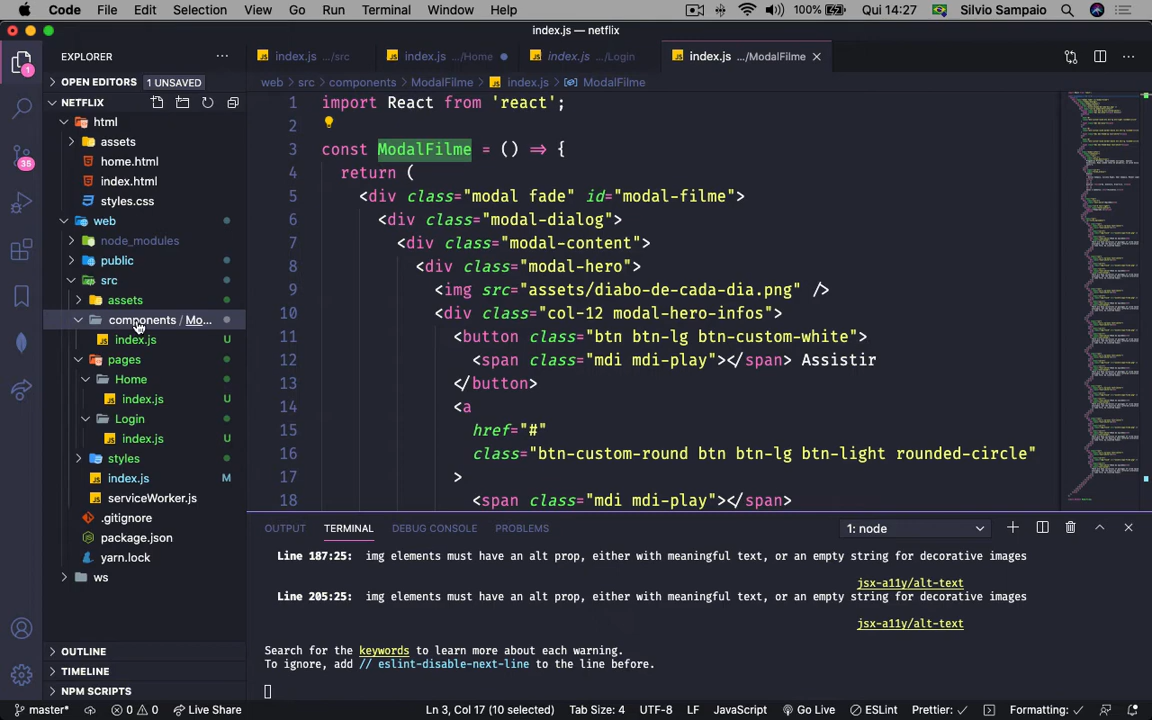 Code File Edit Selection View Go Run Terminal Window Help 100% Qui 14:27 Silvio Sampaio
index.js — netflix
EXPLORER
index.js .../src
index.js .../Home
index.js .../Login
index.js .../ModalFilme
OPEN EDITORS 1 UNSAVED
NETFLIX
html
assets
home.html
index.html
styles.css
web
node_modules
public
src
assets
components / Mo...
index.js U
pages
Home
index.js U
Login
index.js U
styles
index.js M
serviceWorker.js
.gitignore
package.json
yarn.lock
ws
OUTLINE
TIMELINE
NPM SCRIPTS
1
35
web > src > components > ModalFilme > index.js > ModalFilme
1 import React from 'react';
2
3 const ModalFilme = () => {
4 return (
5 <div class="modal fade" id="modal-filme">
6 <div class="modal-dialog">
7 <div class="modal-content">
8 <div class="modal-hero">
9 <img src="assets/diabo-de-cada-dia.png" />
10 <div class="col-12 modal-hero-infos">
11 <button class="btn btn-lg btn-custom-white">
12 <span class="mdi mdi-play"></span> Assistir
13 </button>
14 <a
15 href="#"
16 class="btn-custom-round btn btn-lg btn-light rounded-circle"
17 >
18 <span class="mdi mdi-play"></span>
OUTPUT TERMINAL DEBUG CONSOLE PROBLEMS 1: node
Line 187:25: img elements must have an alt prop, either with meaningful text, or an empty string for decorative images
jsx-a11y/alt-text
Line 205:25: img elements must have an alt prop, either with meaningful text, or an empty string for decorative images
jsx-a11y/alt-text
Search for the keywords to learn more about each warning.
To ignore, add // eslint-disable-next-line to the line before.
master* 0 0 Live Share Ln 3, Col 17 (10 selected) Tab Size: 4 UTF-8 LF JavaScript Go Live ESLint Prettier: ✓ Formatting: ✓